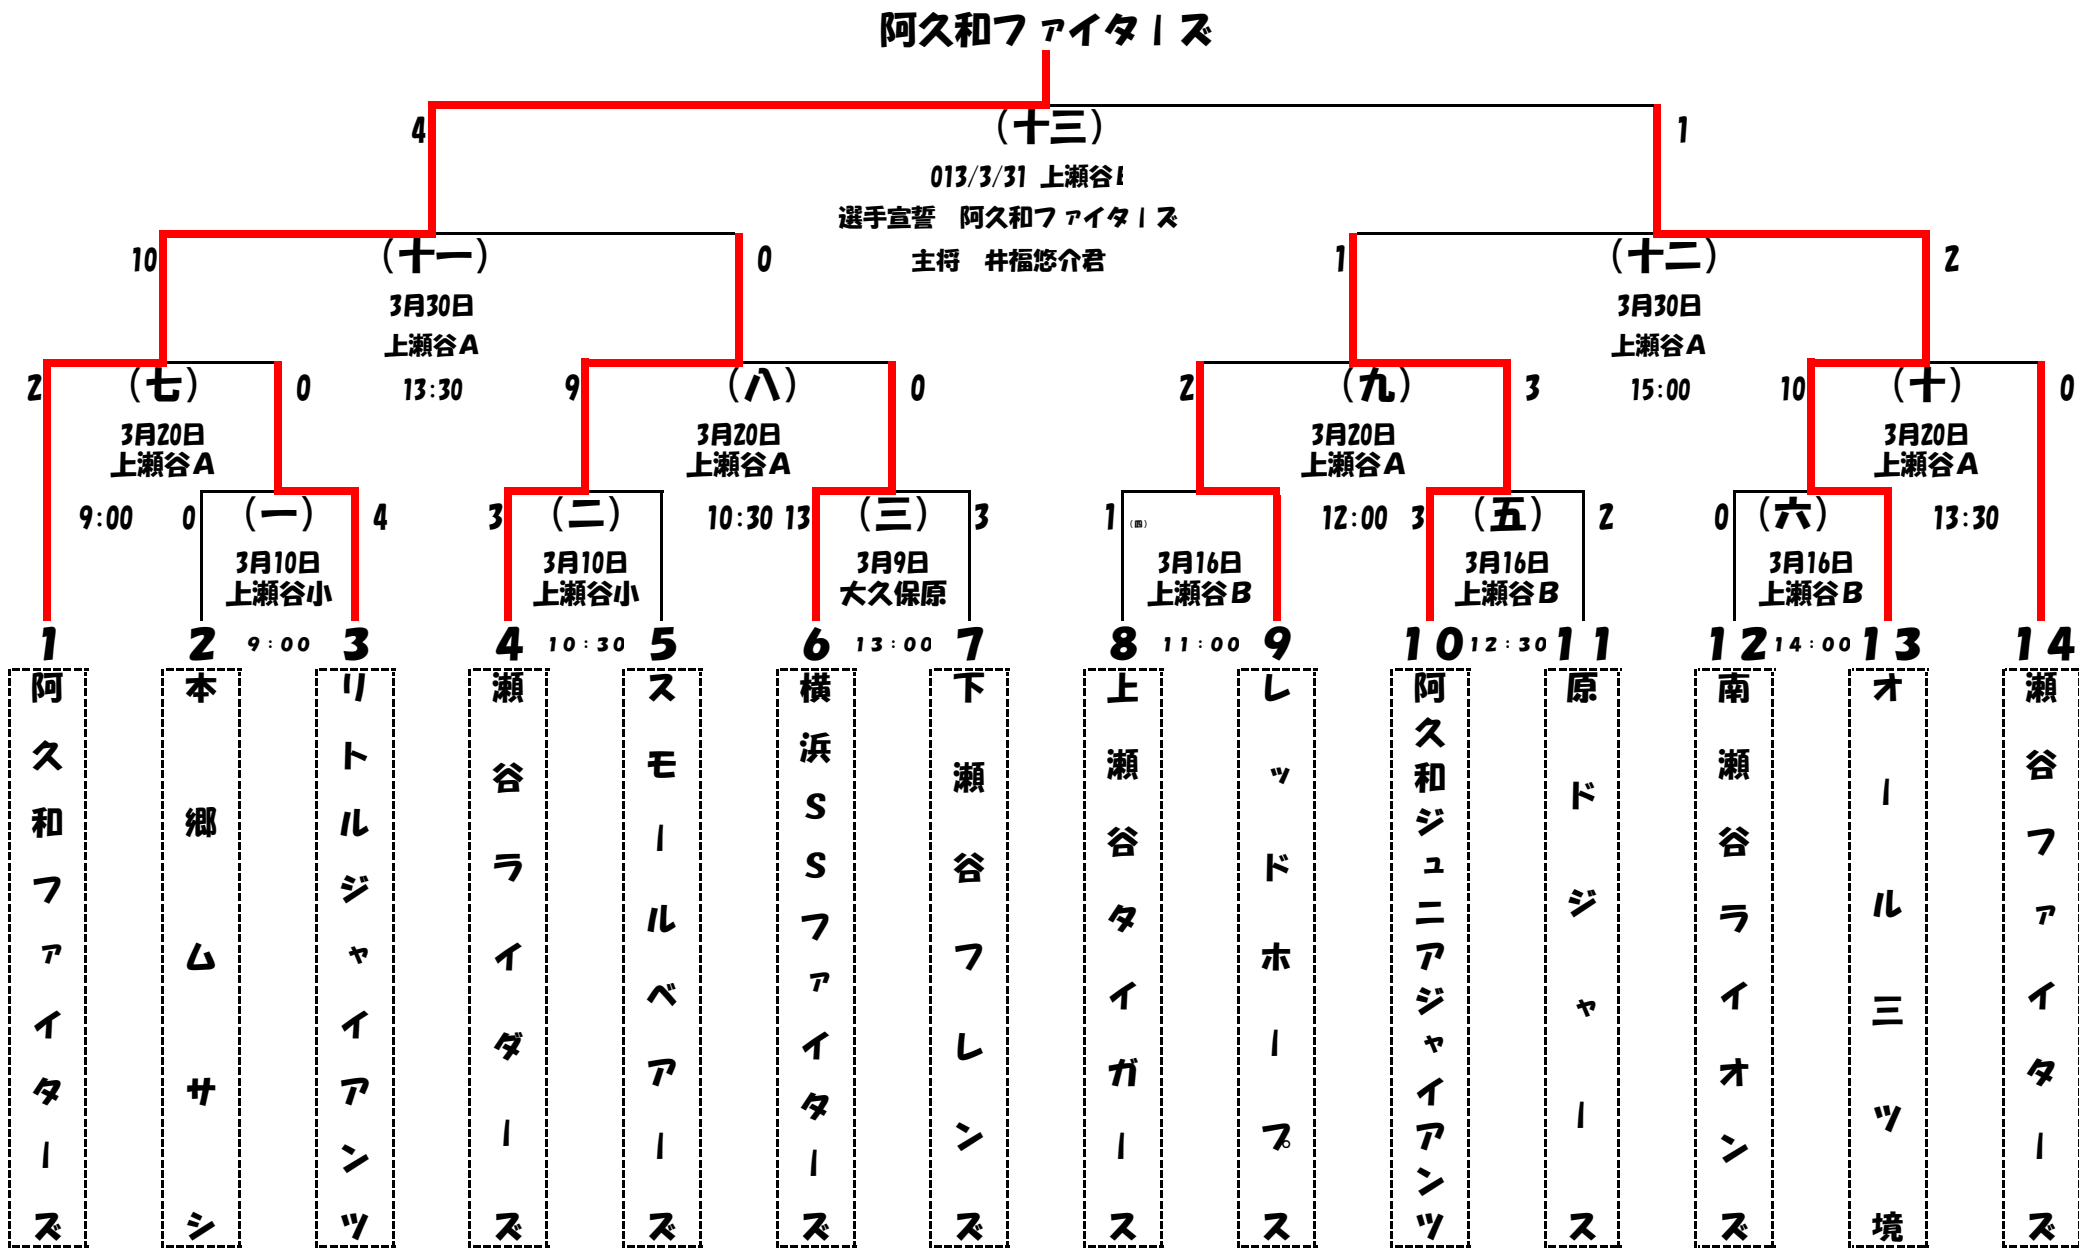 阿久和ファイターズ
4
(十三)
1
013/3/31 上瀬谷
選手宣誓　阿久和ファイターズ
主将　井福悠介君
10
(十一)
0
1
(十二)
2
3月30日
上瀬谷A
13:30
3月30日
上瀬谷A
15:00
2
(七)
0
9
(八)
0
2
(九)
3
10
(十)
0
3月20日
上瀬谷A
9:00
3月20日
上瀬谷A
10:30
3月20日
上瀬谷A
12:00
3月20日
上瀬谷A
13:30
0
(一)
4
3
(二)
13
(三)
3
1
(四)
3
(五)
2
0
(六)
3月10日
上瀬谷小
3月10日
上瀬谷小
3月9日
大久保原
3月16日
上瀬谷B
3月16日
上瀬谷B
3月16日
上瀬谷B
1
2
9:00
3
4
10:30
5
6
13:00
7
8
11:00
9
10
12:30
11
12
14:00
13
14
阿久和ファイターズ
本郷ムサシ
リトルジャイアンツ
瀬谷ライダーズ
スモールベアーズ
横浜SSファイターズ
下瀬谷フレンズ
上瀬谷タイガース
レッドホープス
阿久和ジュニアジャイアンツ
原ドジャース
南瀬谷ライオンズ
オール三ツ境
瀬谷ファイターズ